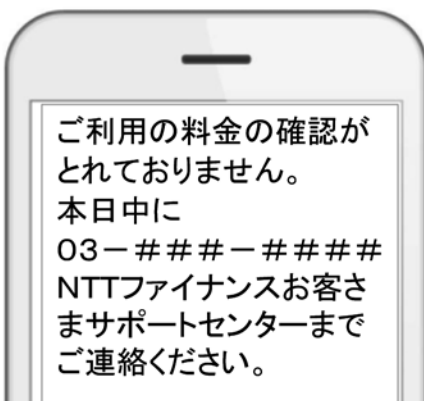 ご利用の料金の確認が
とれておりません。
本日中に
03－＃＃＃－＃＃＃＃
NTTファイナンスお客さ
まサポートセンターまで
ご連絡ください。